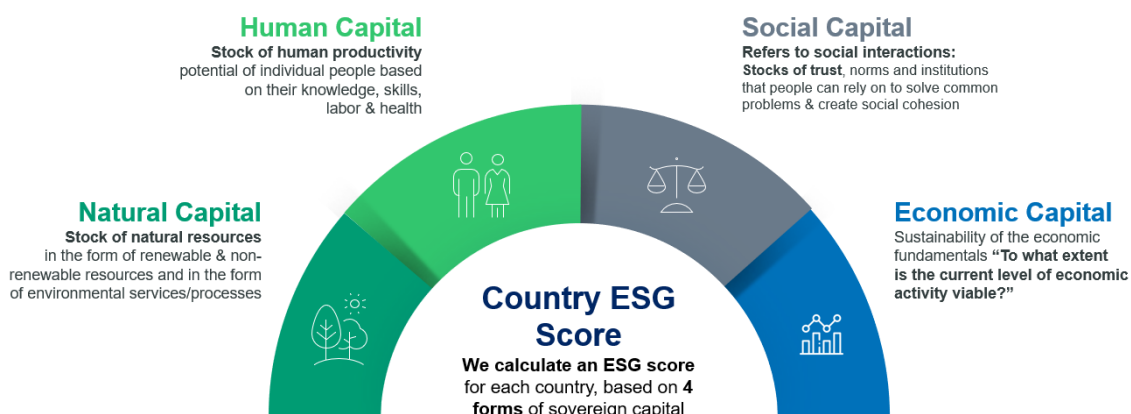 Human Capital
Stock of human productivity
potential of individual people based
on their knowledge, skills,
labor & health
Social Capital
Refers to social interactions:
Stocks of trust, norms and institutions
that people can rely on to solve common
problems & create social cohesion
Natural Capital
Stock of natural resources
in the form of renewable & non-
renewable resources and in the form
of environmental services/processes
Economic Capital
Sustainability of the economic
fundamentals “To what extent
is the current level of economic
activity viable?”
Country ESG
Score
We calculate an ESG score
for each country, based on 4
forms of sovereign capital